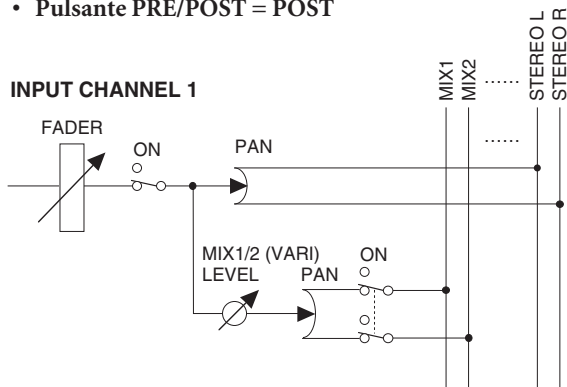 • Pulsante PRE/POST = POST
INPUT CHANNEL 1
MIX1
MIX2
......
STEREO L
STEREO R
......
FADER
ON
PAN
MIX1/2 (VARI)
LEVEL
PAN
ON